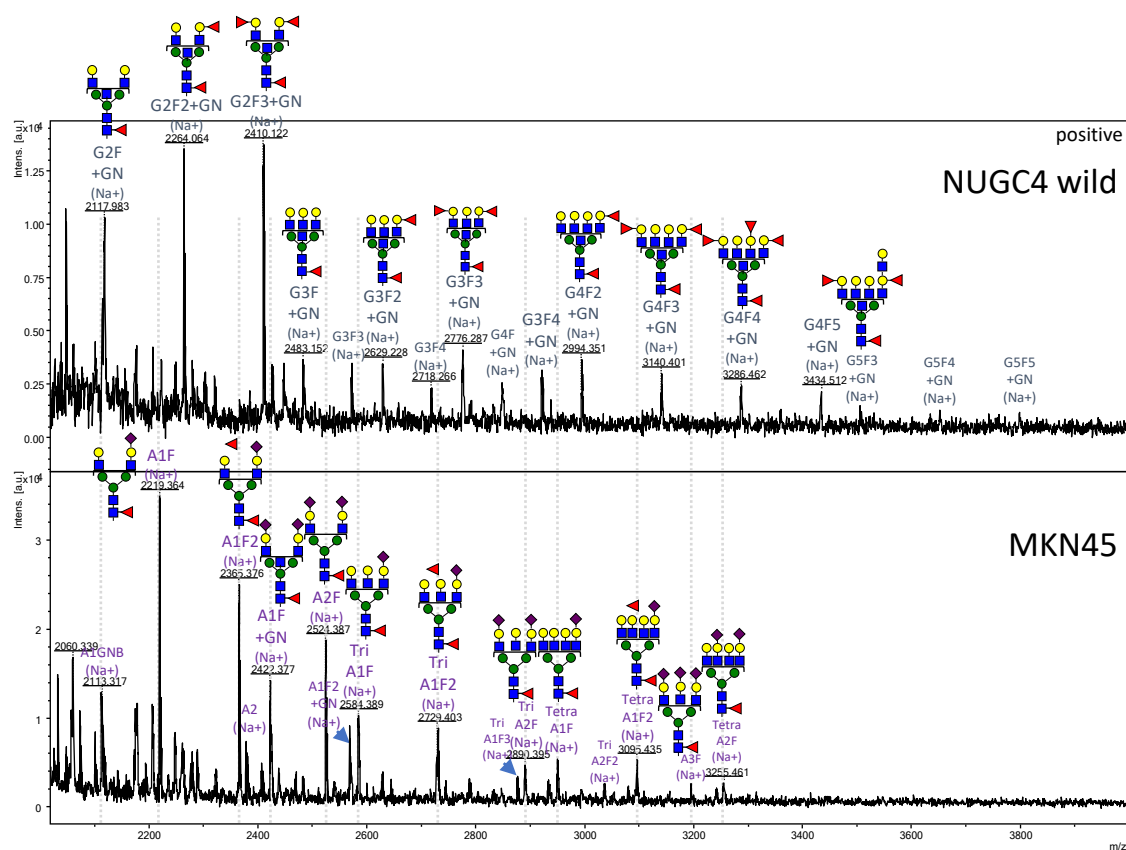 G2F2+GN
(Na+)
2264.064
G2F3+GN
(Na+)
2410.122
positive
NUGC4 wild
Intens. [a.u.]
x10⁴
1.25
1.00
0.75
0.50
0.25
0.00
G2F
+GN
(Na+)
2117.983
G3F
+GN
(Na+)
2483.152
G3F3
(Na+)
G3F2
+GN
(Na+)
2629.228
G3F4
(Na+)
2718.266
G3F3
+GN
(Na+)
2776.287
G4F
+GN
(Na+)
G3F4
+GN
(Na+)
G4F2
+GN
(Na+)
2994.351
G4F3
+GN
(Na+)
3140.401
G4F4
+GN
(Na+)
3286.462
G4F5
+GN
(Na+)
3434.512
G5F3
+GN
(Na+)
G5F4
+GN
(Na+)
G5F5
+GN
(Na+)
MKN45
Intens. [a.u.]
x10⁴
3
2
1
0
2060.339
A1GNB
(Na+)
2113.317
A1F
(Na+)
2219.364
A1F2
(Na+)
2365.376
A2
(Na+)
A1F
+GN
(Na+)
2422.377
A2F
(Na+)
2524.387
A1F2
+GN
(Na+)
Tri
A1F
(Na+)
2584.389
Tri
A1F2
(Na+)
2729.403
Tri
A1F3
(Na+)
Tri
A2F
(Na+)
2890.395
Tetra
A1F
(Na+)
Tri
A2F2
(Na+)
Tetra
A1F2
(Na+)
3095.435
A3F
(Na+)
Tetra
A2F
(Na+)
3255.461
2200
2400
2600
2800
3000
3200
3400
3600
3800
m/z